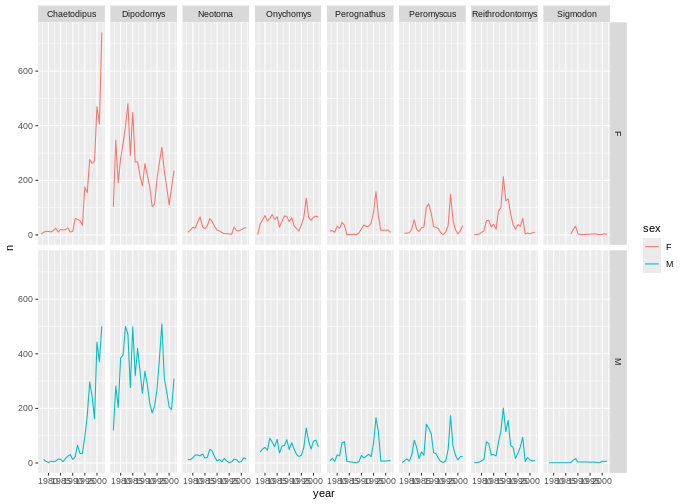 Chaetodipus Dipodomys Neotoma Onychomys Perognathus Peromyscus Reithrodontomys Sigmodon
600
400
200
0
F
n
600
400
200
0
M
sex
F
M
year